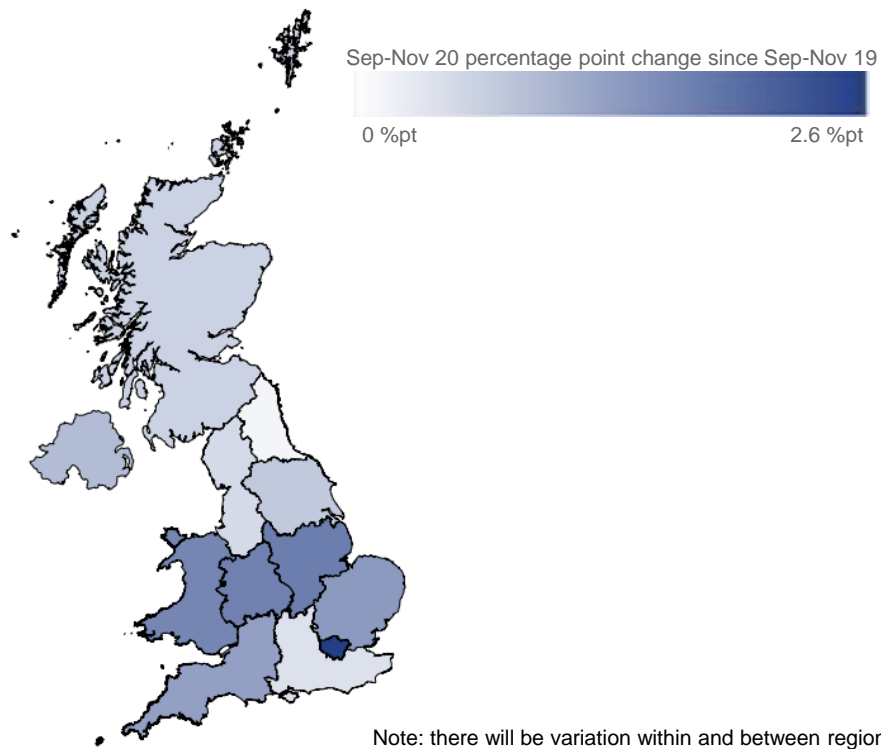 Sep-Nov 20 percentage point change since Sep-Nov 19
0 %pt 2.6 %pt
Note: there will be variation within and between region